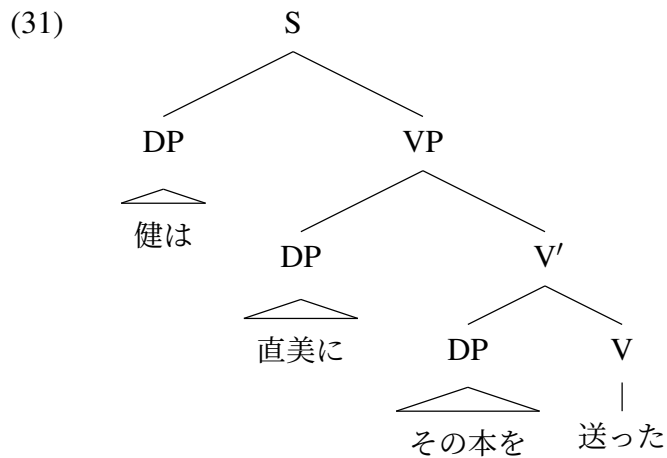 (31) S
DP VP
健は
DP V′
直美に
DP V
その本を 送った